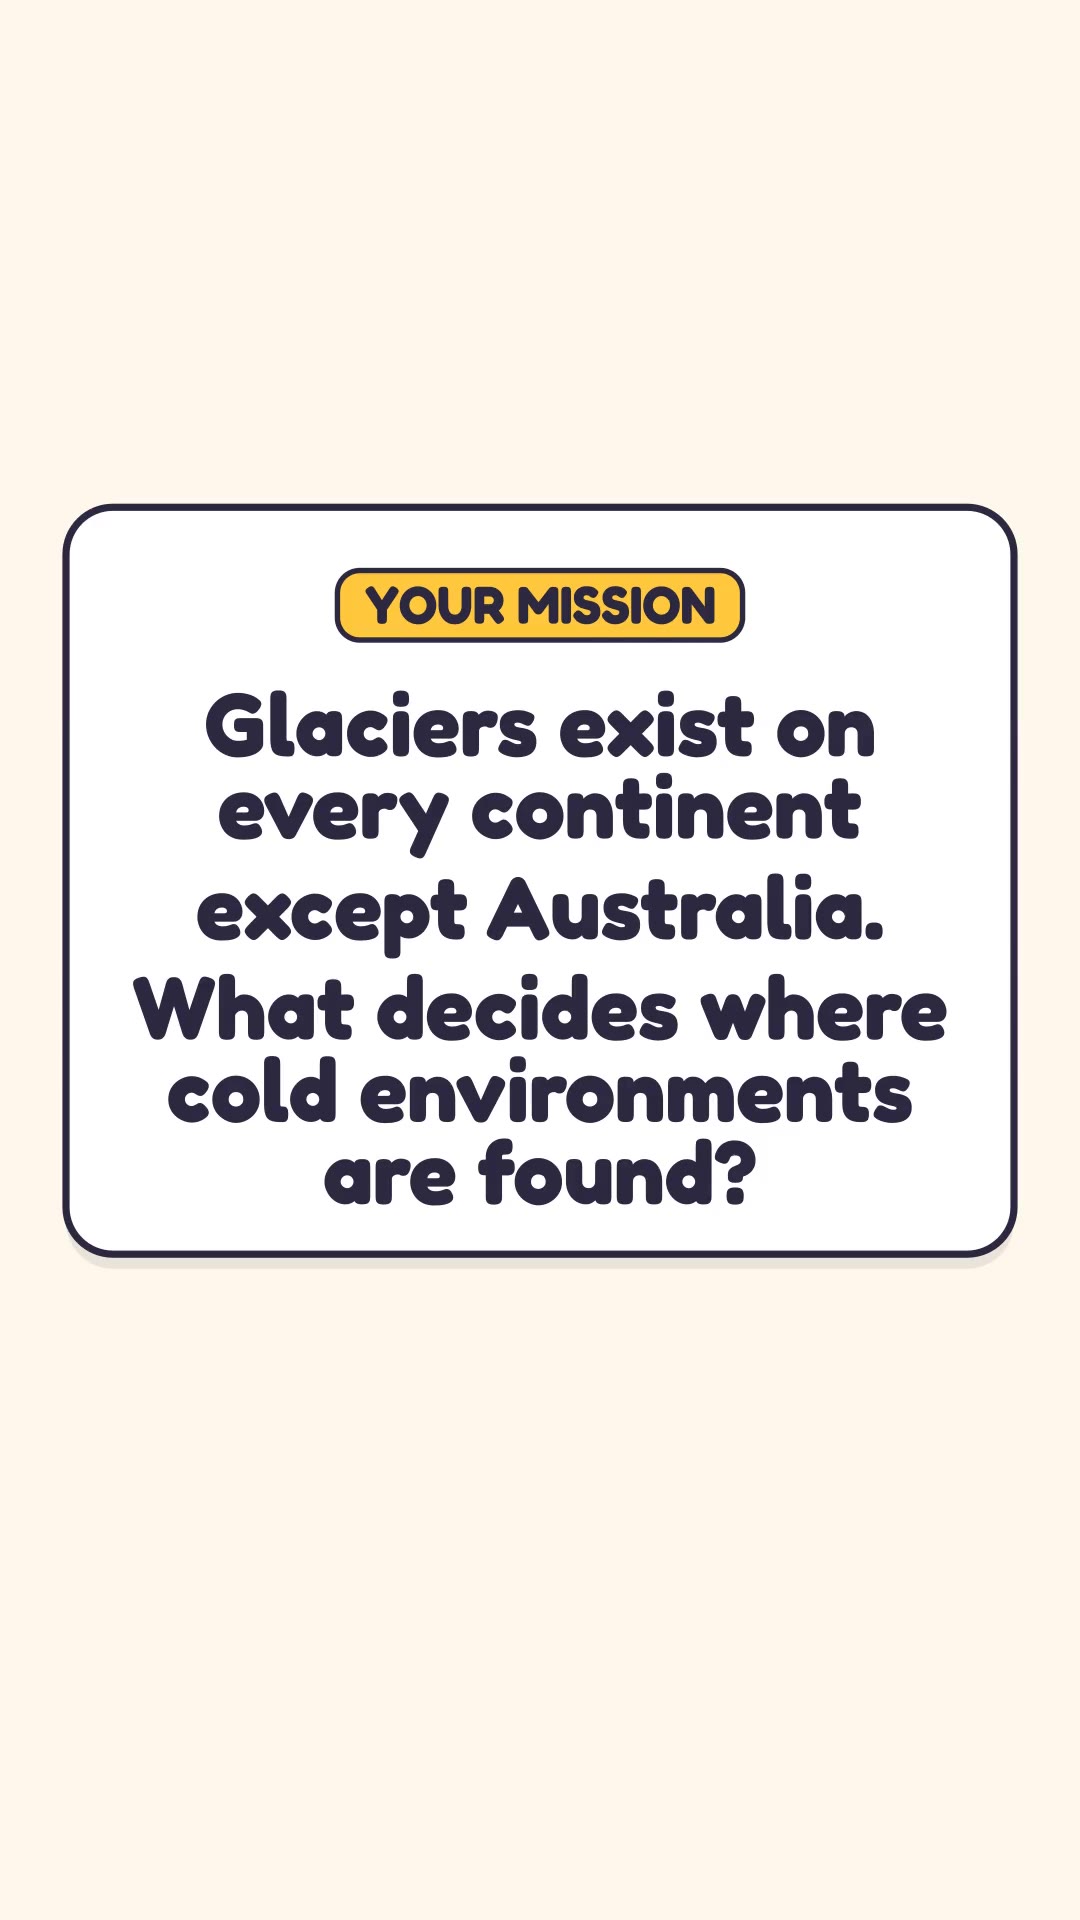 YOUR MISSION
Glaciers exist on
every continent
except Australia.
What decides where
cold environments
are found?